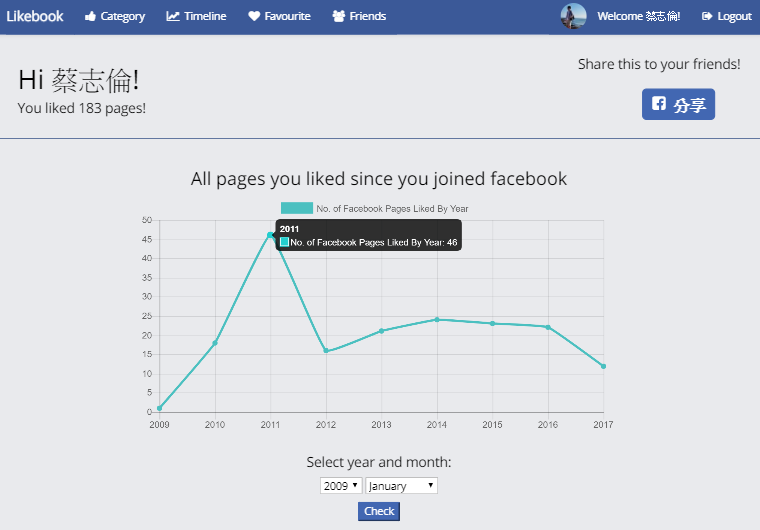 Likebook Category Timeline Favourite Friends Welcome 蔡志倫! Logout
Hi 蔡志倫!
You liked 183 pages!
Share this to your friends!
分享
All pages you liked since you joined facebook
No. of Facebook Pages Liked By Year
2011
No. of Facebook Pages Liked By Year: 46
50
45
40
35
30
25
20
15
10
5
0
2009 2010 2011 2012 2013 2014 2015 2016 2017
Select year and month:
2009 January
Check